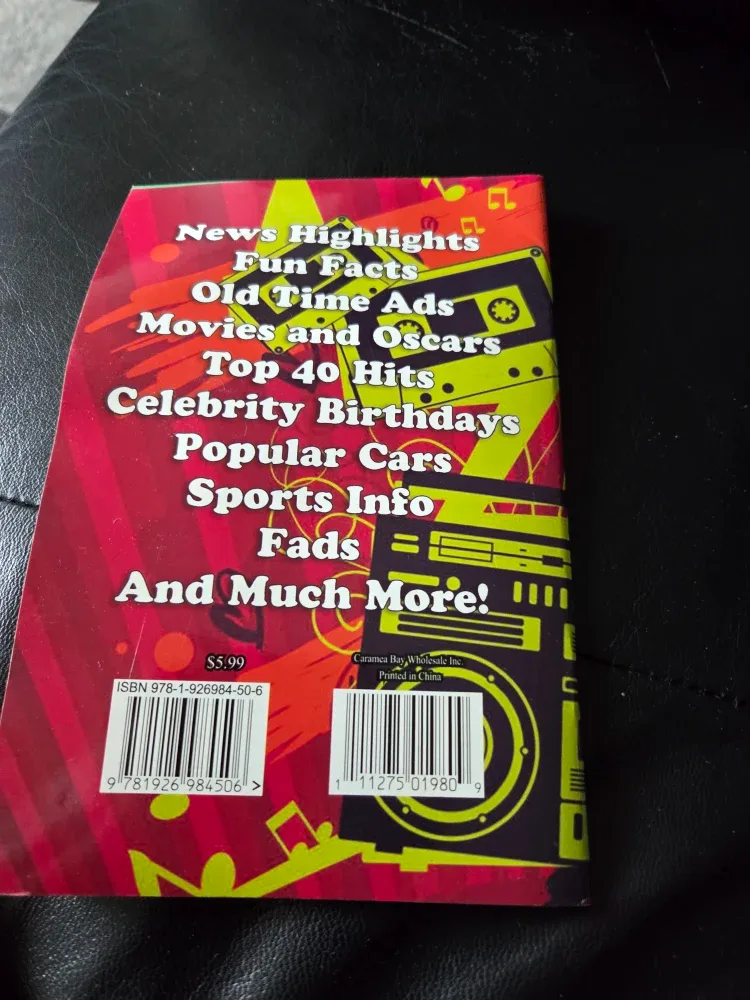 News Highlights
Fun Facts
Old Time Ads
Movies and Oscars
Top 40 Hits
Celebrity Birthdays
Popular Cars
Sports Info
Fads
And Much More!
$5.99
Caramea Bay Wholesale Inc.
Printed in China
ISBN 978-1-926984-50-6
9 781926 984506 >
1 11275 01980 9